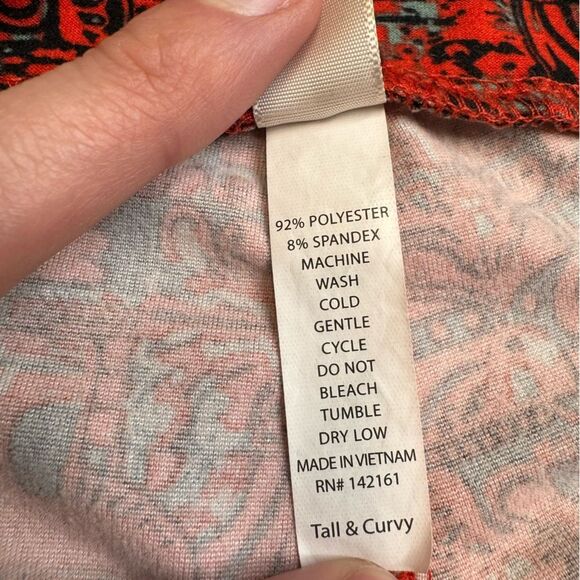 92% POLYESTER
8% SPANDEX
MACHINE
WASH
COLD
GENTLE
CYCLE
DO NOT
BLEACH
TUMBLE
DRY LOW
MADE IN VIETNAM
RN# 142161
Tall & Curvy